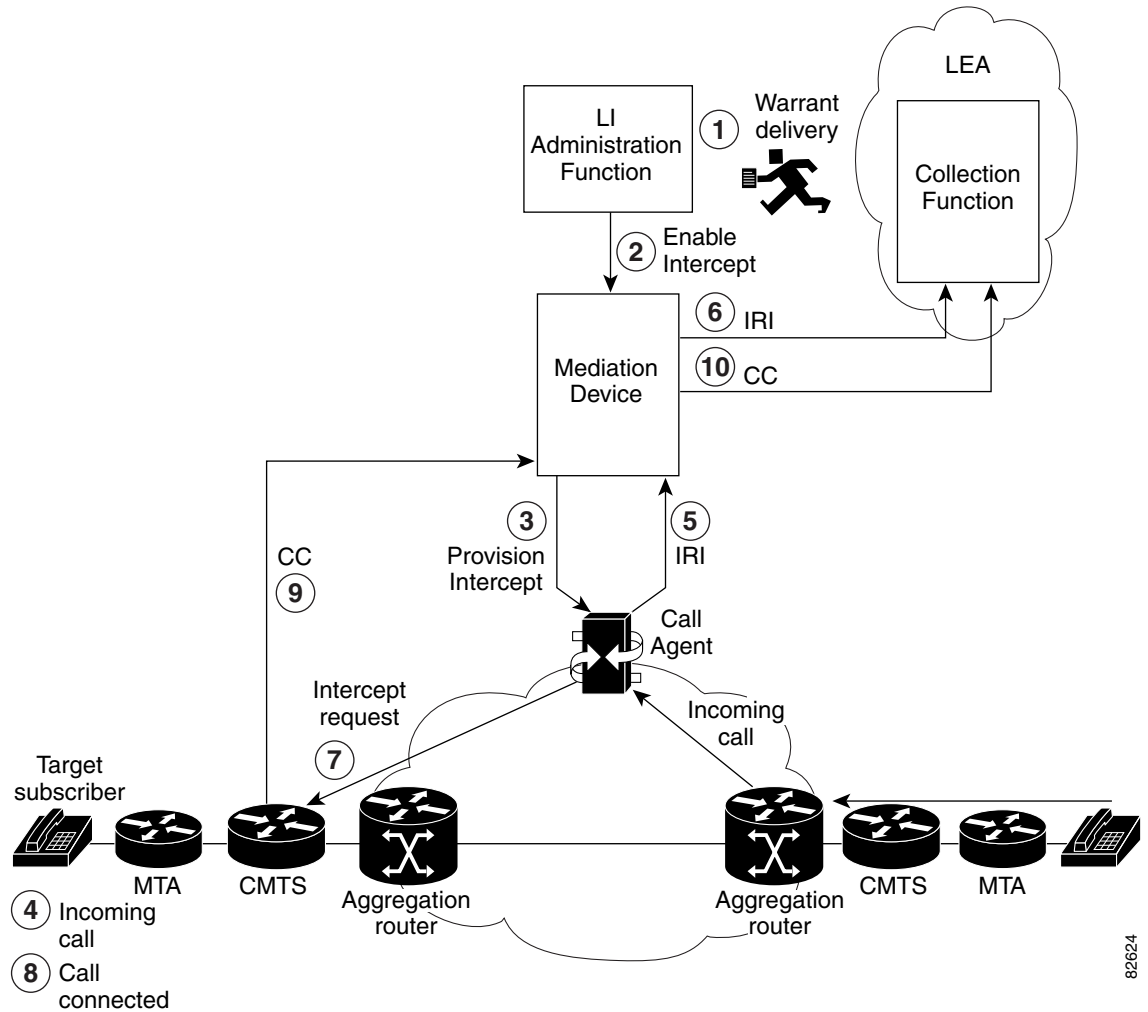 LEA
LI
Administration
Function
1
Warrant
delivery
Collection
Function
2
Enable
Intercept
6
IRI
10
CC
Mediation
Device
3
Provision
Intercept
5
IRI
CC
9
Call
Agent
Intercept
request
7
Incoming
call
Target
subscriber
MTA
CMTS
Aggregation
router
Aggregation
router
CMTS
MTA
4
Incoming
call
8
Call
connected
82624